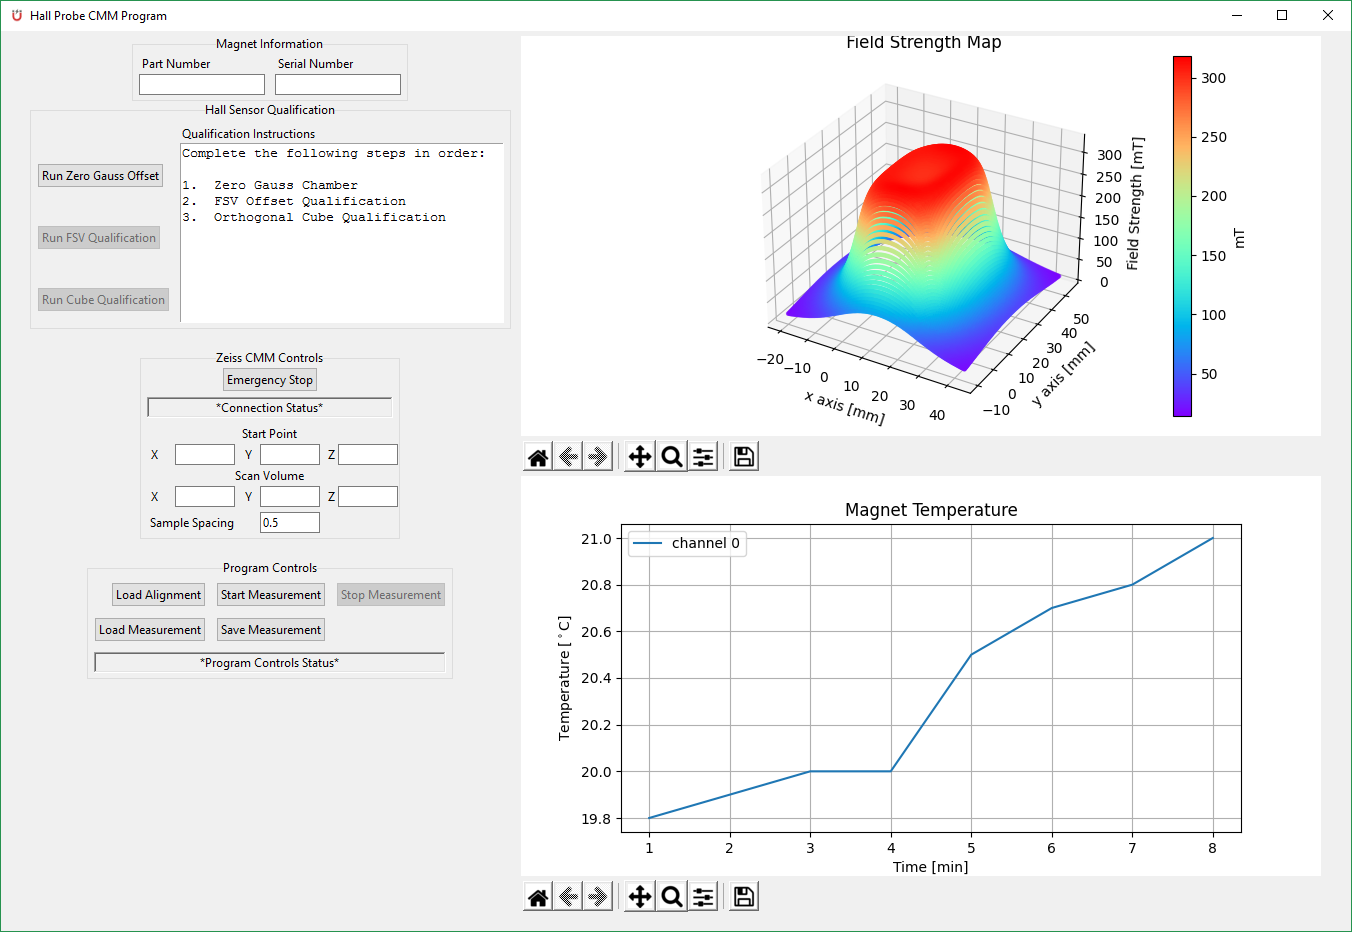 Hall Probe CMM Program
Magnet Information
Part Number Serial Number
Hall Sensor Qualification
Qualification Instructions
Complete the following steps in order:
1. Zero Gauss Chamber
2. FSV Offset Qualification
3. Orthogonal Cube Qualification
Run Zero Gauss Offset
Run FSV Qualification
Run Cube Qualification
Zeiss CMM Controls
Emergency Stop
*Connection Status*
Start Point
X Y Z
Scan Volume
X Y Z
Sample Spacing 0.5
Program Controls
Load Alignment Start Measurement Stop Measurement
Load Measurement Save Measurement
*Program Controls Status*
Field Strength Map
300
250
200
150
100
50
0
Field Strength [mT]
−20 −10 0 10 20 30 40
x axis [mm]
−10 0 10 20 30 40 50
y axis [mm]
300
250
200
150
100
50
mT
Magnet Temperature
channel 0
21.0
20.8
20.6
20.4
20.2
20.0
19.8
Temperature [°C]
1 2 3 4 5 6 7 8
Time [min]